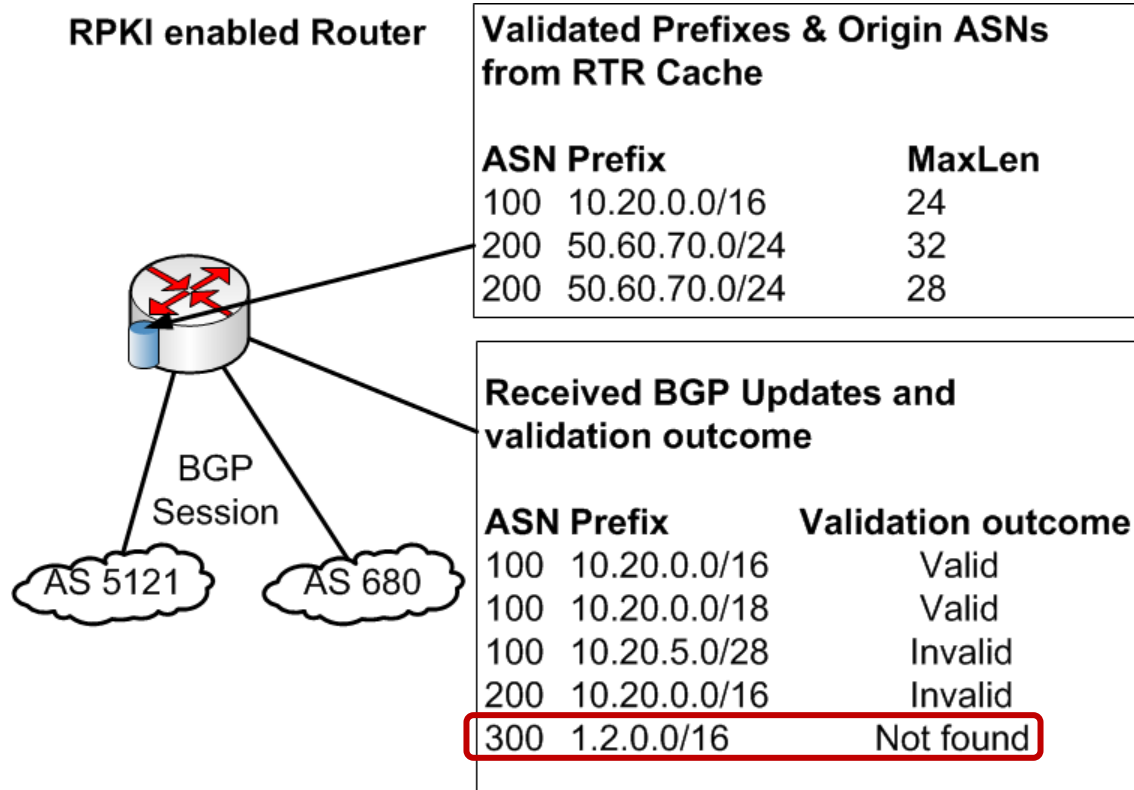 RPKI enabled Router
Validated Prefixes & Origin ASNs
from RTR Cache
ASN Prefix MaxLen
100 10.20.0.0/16 24
200 50.60.70.0/24 32
200 50.60.70.0/24 28
BGP
Session
AS 5121
AS 680
Received BGP Updates and
validation outcome
ASN Prefix Validation outcome
100 10.20.0.0/16 Valid
100 10.20.0.0/18 Valid
100 10.20.5.0/28 Invalid
200 10.20.0.0/16 Invalid
300 1.2.0.0/16 Not found